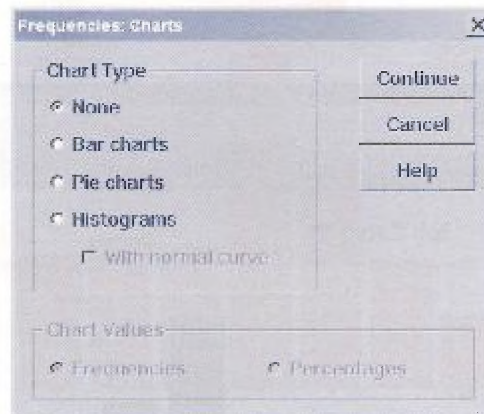 Frequencies: Charts
Chart Type
None
Bar charts
Pie charts
Histograms
With normal curve
Continue
Cancel
Help
Chart Values
Frequencies
Percentages